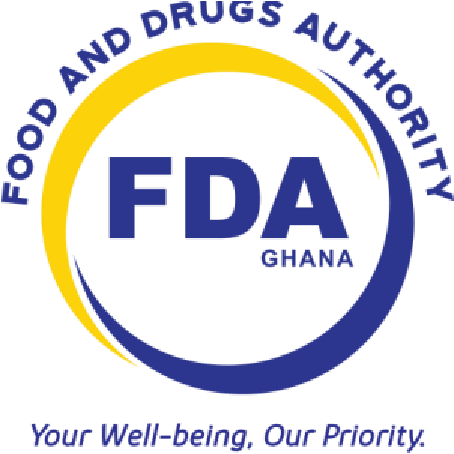 FOOD AND DRUGS AUTHORITY
FDA
GHANA
Your Well-being, Our Priority.